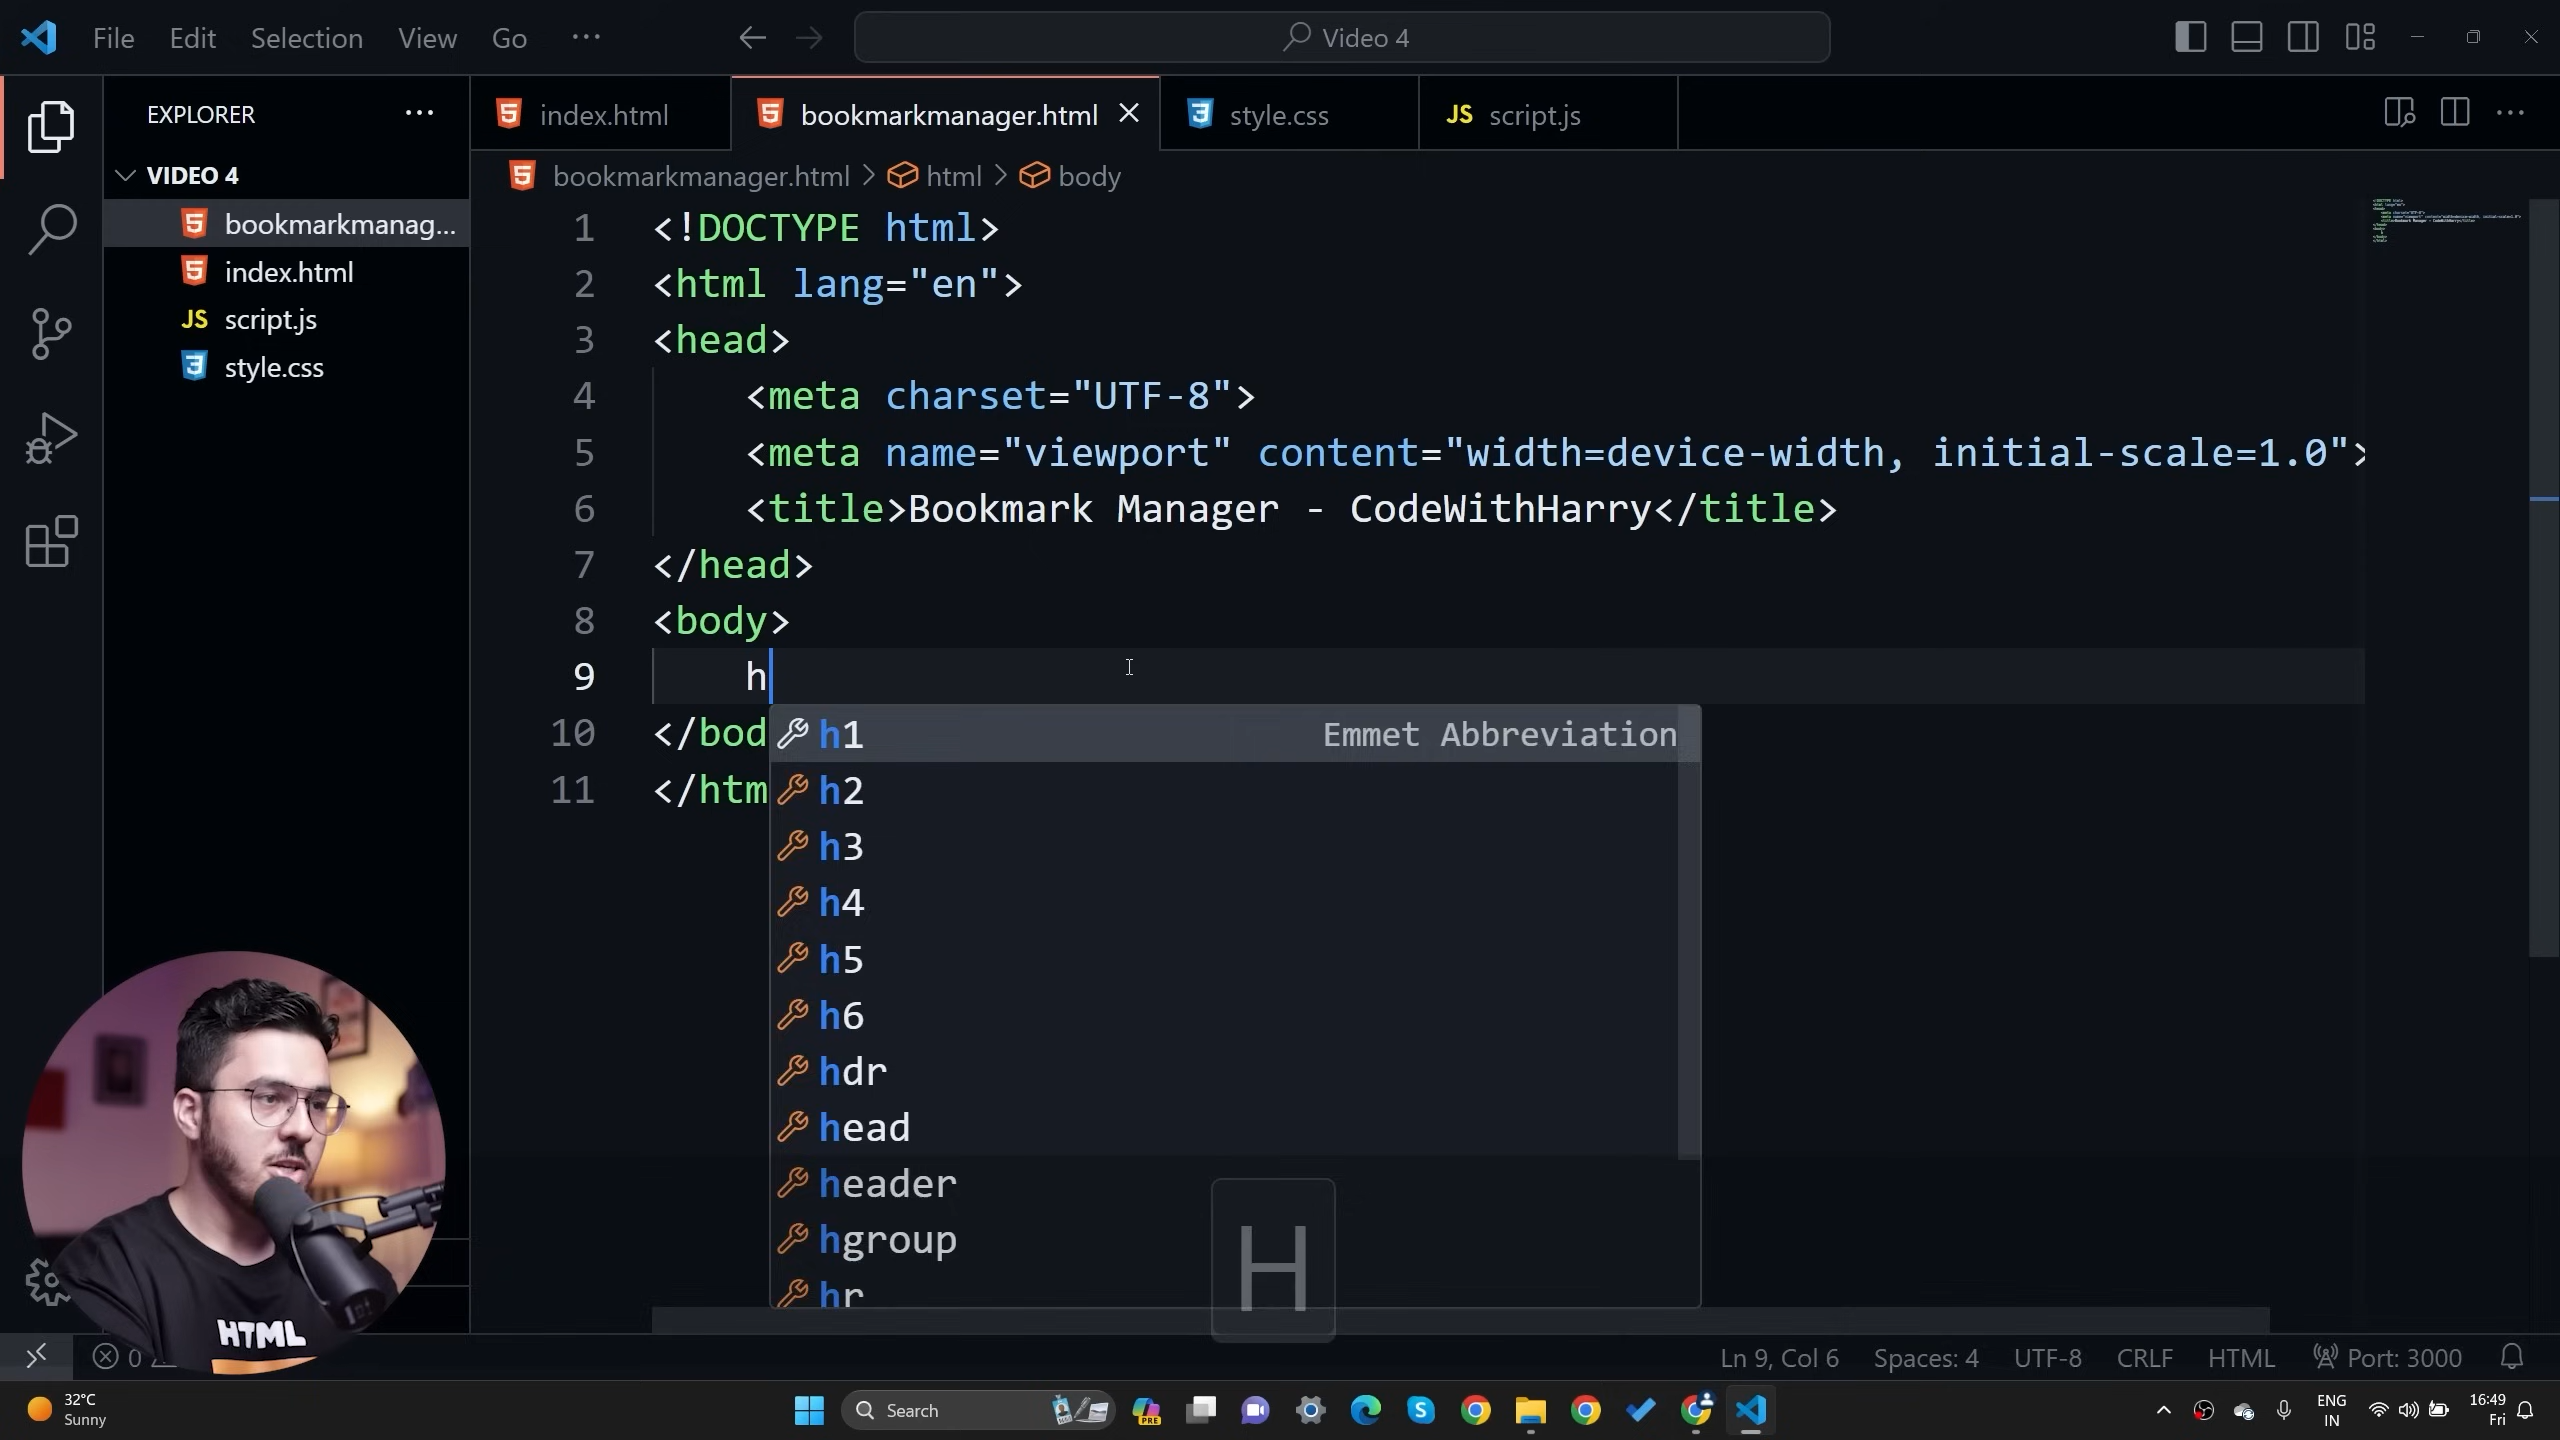 File Edit Selection View Go ···
Video 4
EXPLORER ···
index.html bookmarkmanager.html style.css JS script.js
VIDEO 4
bookmarkmanag...
index.html
JS script.js
style.css
bookmarkmanager.html > html > body
1 <!DOCTYPE html>
2 <html lang="en">
3 <head>
4 <meta charset="UTF-8">
5 <meta name="viewport" content="width=device-width, initial-scale=1.0">
6 <title>Bookmark Manager - CodeWithHarry</title>
7 </head>
8 <body>
9 h
10 </bod
11 </htm
h1 Emmet Abbreviation
h2
h3
h4
h5
h6
hdr
head
header
hgroup
hr
H
HTML
0
Ln 9, Col 6 Spaces: 4 UTF-8 CRLF HTML Port: 3000
32°C
Sunny
Search
PRE
ENG
IN
16:49
Fri